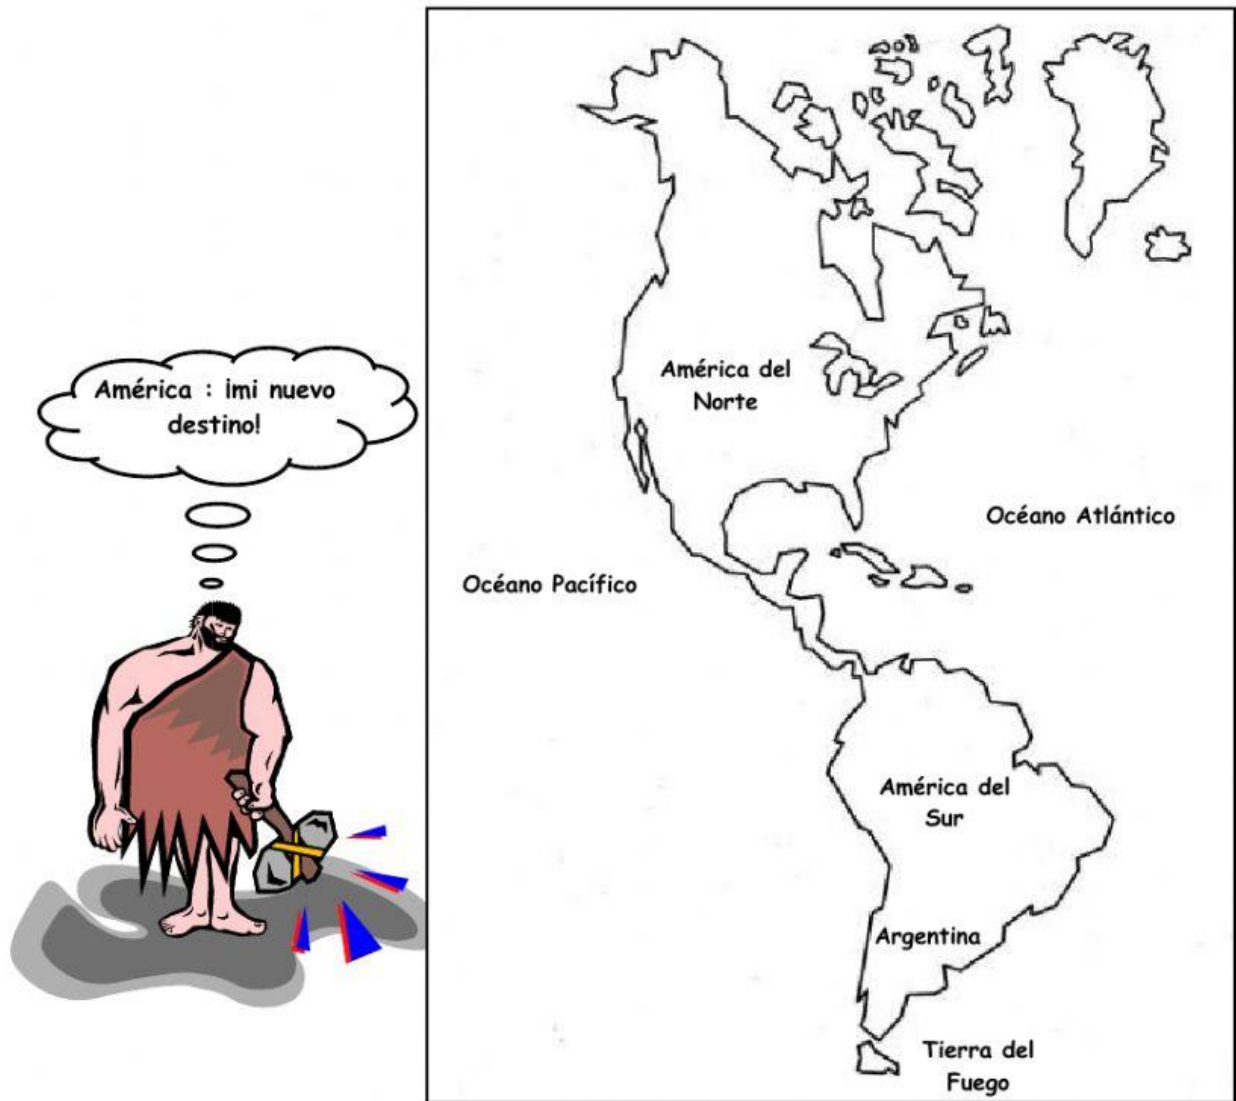 América : ¡mi nuevo
destino!
América del
Norte
Océano Atlántico
Océano Pacífico
América del
Sur
Argentina
Tierra del
Fuego